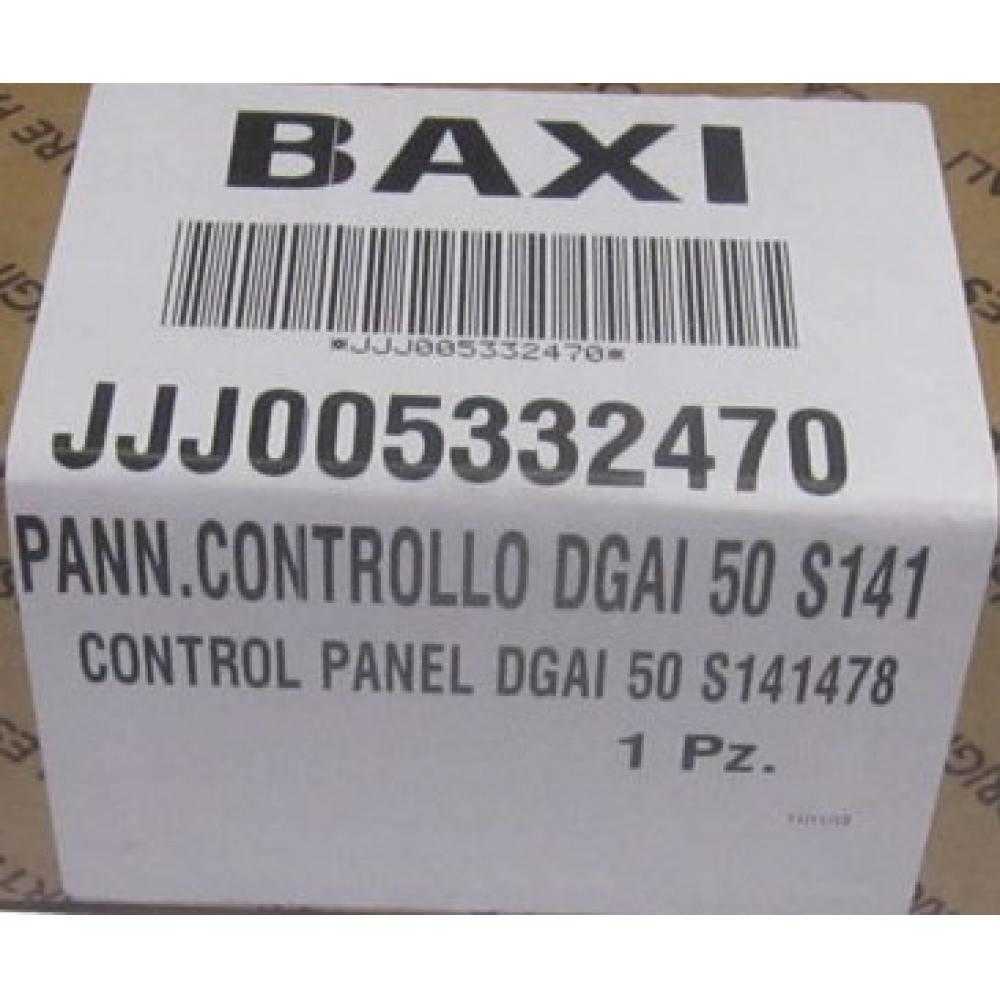 BAXI
*JJJ005332470*
JJJ005332470
PANN.CONTROLLO DGAI 50 S141
CONTROL PANEL DGAI 50 S141478
1 Pz.